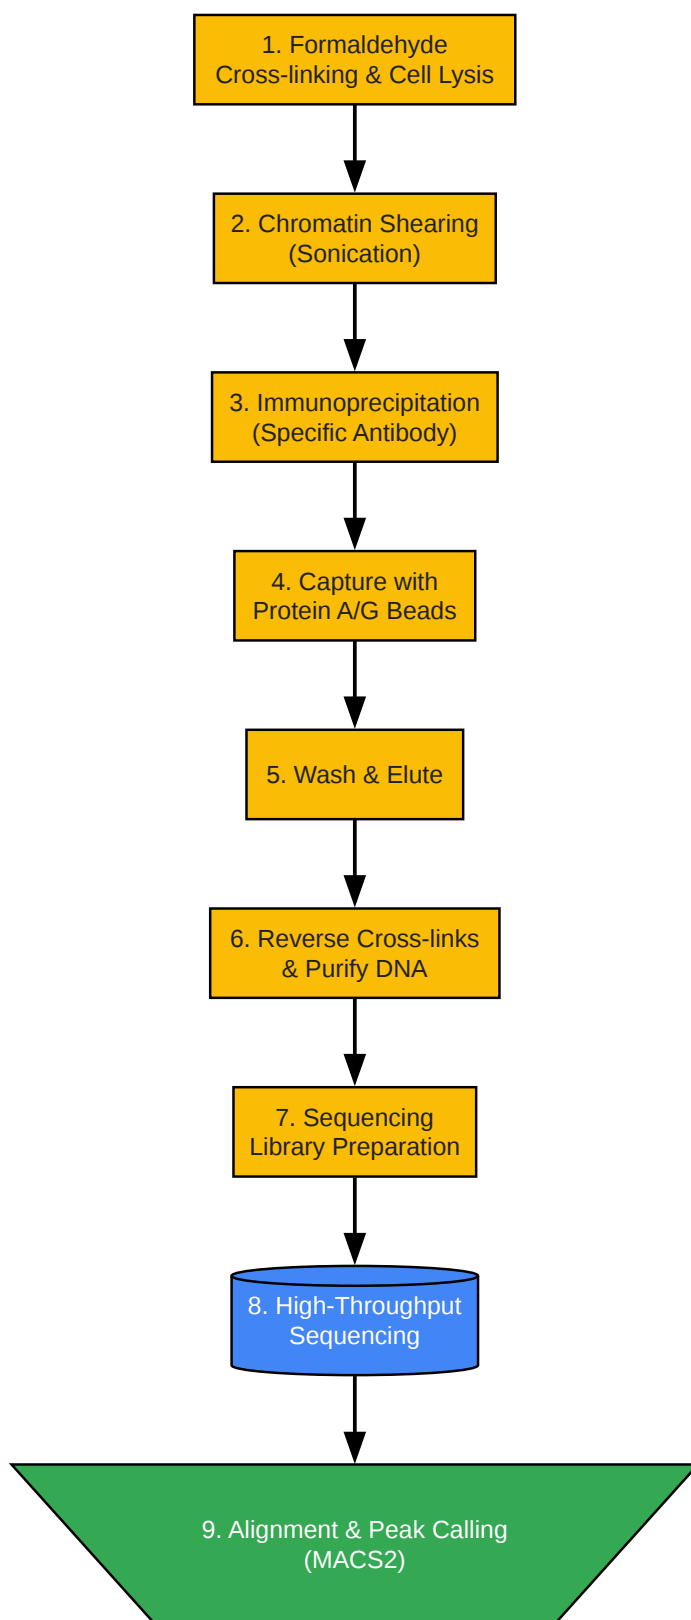 1. Formaldehyde
Cross-linking & Cell Lysis
2. Chromatin Shearing
(Sonication)
3. Immunoprecipitation
(Specific Antibody)
4. Capture with
Protein A/G Beads
5. Wash & Elute
6. Reverse Cross-links
& Purify DNA
7. Sequencing
Library Preparation
8. High-Throughput
Sequencing
9. Alignment & Peak Calling
(MACS2)